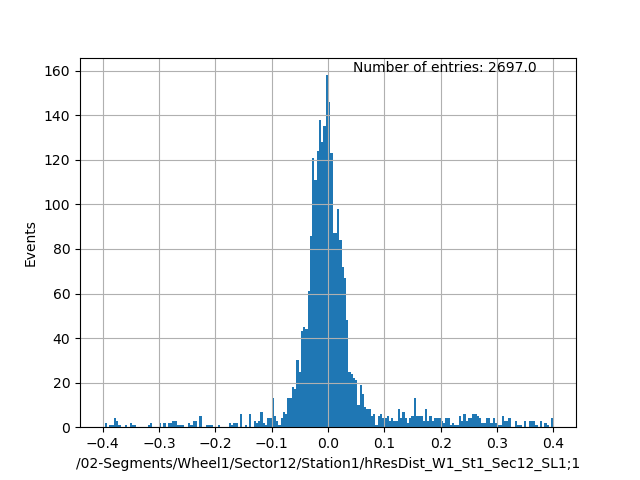 Number of entries: 2697.0
160
140
120
100
80
60
40
20
0
Events
−0.4 −0.3 −0.2 −0.1 0.0 0.1 0.2 0.3 0.4
/02-Segments/Wheel1/Sector12/Station1/hResDist_W1_St1_Sec12_SL1;1